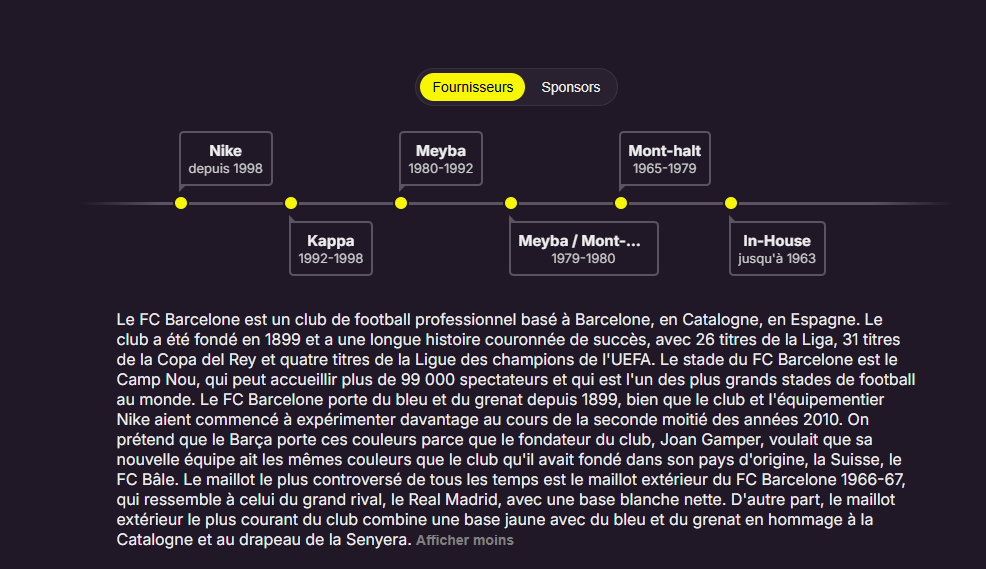 Fournisseurs Sponsors
Nike
depuis 1998
Meyba
1980-1992
Mont-halt
1965-1979
Kappa
1992-1998
Meyba / Mont-...
1979-1980
In-House
jusqu'à 1963
Le FC Barcelone est un club de football professionnel basé à Barcelone, en Catalogne, en Espagne. Le
club a été fondé en 1899 et a une longue histoire couronnée de succès, avec 26 titres de la Liga, 31 titres
de la Copa del Rey et quatre titres de la Ligue des champions de l'UEFA. Le stade du FC Barcelone est le
Camp Nou, qui peut accueillir plus de 99 000 spectateurs et qui est l'un des plus grands stades de football
au monde. Le FC Barcelone porte du bleu et du grenat depuis 1899, bien que le club et l'équipementier
Nike aient commencé à expérimenter davantage au cours de la seconde moitié des années 2010. On
prétend que le Barça porte ces couleurs parce que le fondateur du club, Joan Gamper, voulait que sa
nouvelle équipe ait les mêmes couleurs que le club qu'il avait fondé dans son pays d'origine, la Suisse, le
FC Bâle. Le maillot le plus controversé de tous les temps est le maillot extérieur du FC Barcelone 1966-67,
qui ressemble à celui du grand rival, le Real Madrid, avec une base blanche nette. D'autre part, le maillot
extérieur le plus courant du club combine une base jaune avec du bleu et du grenat en hommage à la
Catalogne et au drapeau de la Senyera. Afficher moins